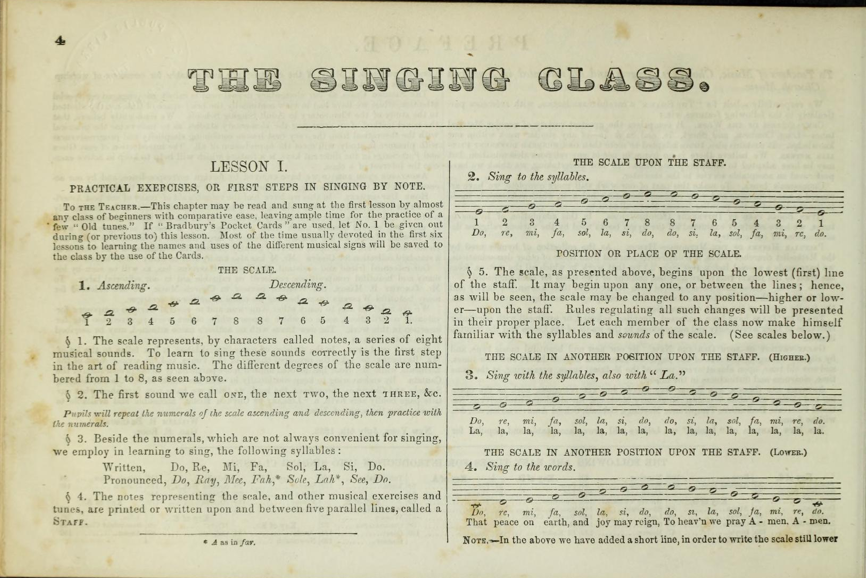 4
THE SINGING CLASS.
LESSON I.
PRACTICAL EXERCISES, OR FIRST STEPS IN SINGING BY NOTE.
To the Teacher.—This chapter may be read and sung at the first lesson by almost
any class of beginners with comparative ease, leaving ample time for the practice of a
few "Old tunes." If "Bradbury's Pocket Cards" are used, let No. 1 be given out
during (or previous to) this lesson. Most of the time usually devoted in the first six
lessons to learning the names and uses of the different musical signs will be saved to
the class by the use of the Cards.
THE SCALE.
1. Ascending. Descending.
1 2 3 4 5 6 7 8 8 7 6 5 4 3 2 1.
§ 1. The scale represents, by characters called notes, a series of eight
musical sounds. To learn to sing these sounds correctly is the first step
in the art of reading music. The different degrees of the scale are num-
bered from 1 to 8, as seen above.
§ 2. The first sound we call ONE, the next TWO, the next THREE, &c.
Pupils will repeat the numerals of the scale ascending and descending, then practice with
the numerals.
§ 3. Beside the numerals, which are not always convenient for singing,
we employ in learning to sing, the following syllables :
Written, Do, Re, Mi, Fa, Sol, La, Si, Do.
Pronounced, Do, Ray, Mee, Fah,* Sole, Lah*, See, Do.
§ 4. The notes representing the scale, and other musical exercises and
tunes, are printed or written upon and between five parallel lines, called a
Staff.
* A as in far.
THE SCALE UPON THE STAFF.
2. Sing to the syllables.
1 2 3 4 5 6 7 8 8 7 6 5 4 3 2 1
Do, re, mi, fa, sol, la, si, do, do, si, la, sol, fa, mi, re, do.
POSITION OR PLACE OF THE SCALE.
§ 5. The scale, as presented above, begins upon the lowest (first) line
of the staff. It may begin upon any one, or between the lines ; hence,
as will be seen, the scale may be changed to any position—higher or low-
er—upon the staff. Rules regulating all such changes will be presented
in their proper place. Let each member of the class now make himself
familiar with the syllables and sounds of the scale. (See scales below.)
THE SCALE IN ANOTHER POSITION UPON THE STAFF. (Higher.)
3. Sing with the syllables, also with "La."
Do, re, mi, fa, sol, la, si, do, do, si, la, sol, fa, mi, re, do.
La, la, la, la, la, la, la, la, la, la, la, la, la, la, la, la.
THE SCALE IN ANOTHER POSITION UPON THE STAFF. (Lower.)
4. Sing to the words.
Do, re, mi, fa, sol, la, si, do, do, si, la, sol, fa, mi, re, do.
That peace on earth, and joy may reign, To heav'n we pray A - men. A - men.
Note.—In the above we have added a short line, in order to write the scale still lower